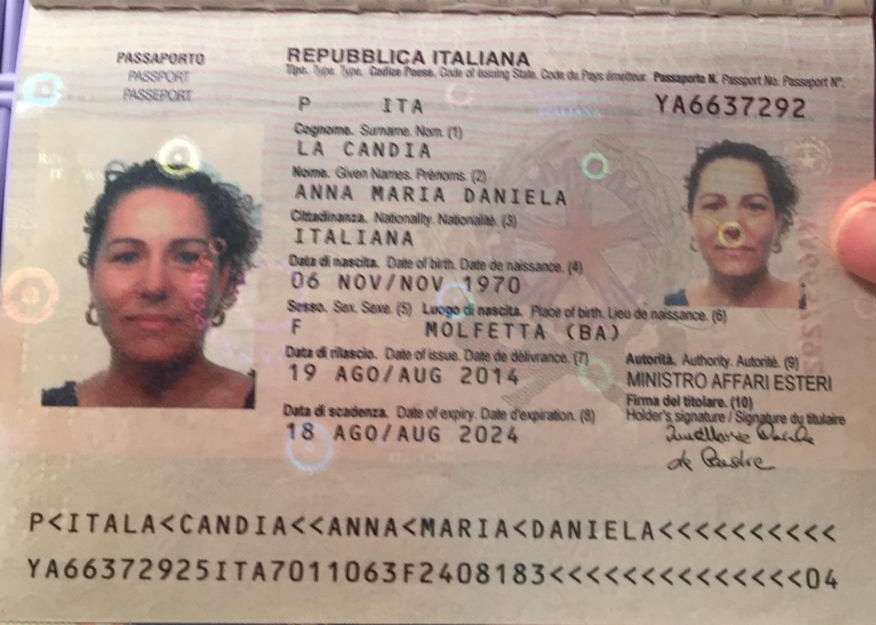 PASSAPORTO
PASSPORT
PASSEPORT
REPUBBLICA ITALIANA
Tipo. Type. Type. Codice Paese. Code of issuing State. Code du Pays émetteur. Passaporto N. Passport No. Passeport N°.
P ITA YA6637292
Cognome. Surname. Nom. (1)
LA CANDIA
Nome. Given Names. Prénoms. (2)
ANNA MARIA DANIELA
Cittadinanza. Nationality. Nationalité. (3)
ITALIANA
Data di nascita. Date of birth. Date de naissance. (4)
06 NOV/NOV 1970
Sesso. Sex. Sexe. (5) Luogo di nascita. Place of birth. Lieu de naissance. (6)
F MOLFETTA (BA)
Data di rilascio. Date of issue. Date de délivrance. (7)
19 AGO/AUG 2014
Autorità. Authority. Autorité. (9)
MINISTRO AFFARI ESTERI
Data di scadenza. Date of expiry. Date d'expiration. (8)
18 AGO/AUG 2024
Firma del titolare. (10)
Holder's signature / Signature du titulaire
P<ITALA<CANDIA<<ANNA<MARIA<DANIELA<<<<<<<<<<
YA66372925ITA7011063F2408183<<<<<<<<<<<<<<04